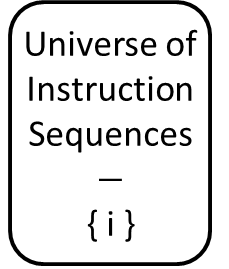 Universe of
Instruction
Sequences
–
{ i }